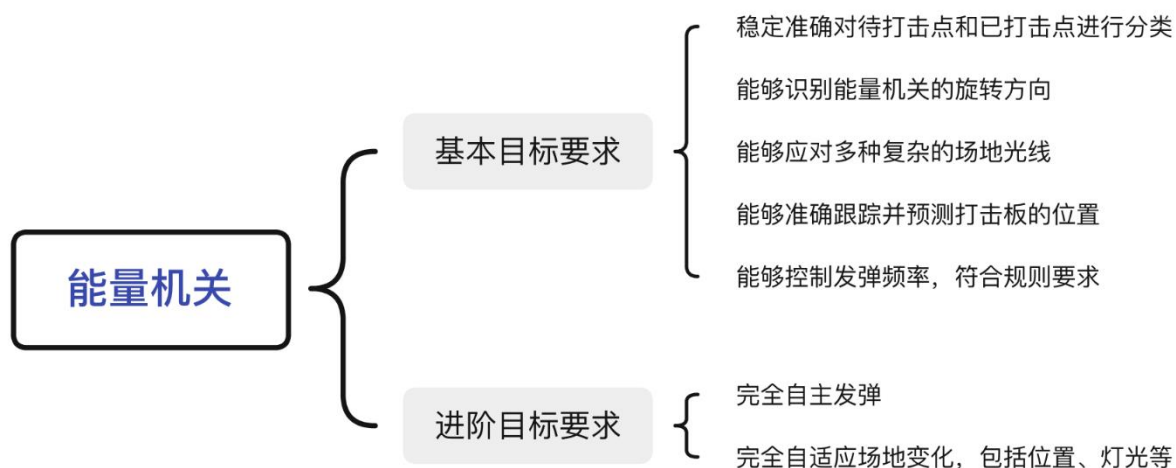 能量机关
基本目标要求
稳定准确对待打击点和已打击点进行分类
能够识别能量机关的旋转方向
能够应对多种复杂的场地光线
能够准确跟踪并预测打击板的位置
能够控制发弹频率，符合规则要求
进阶目标要求
完全自主发弹
完全自适应场地变化，包括位置、灯光等